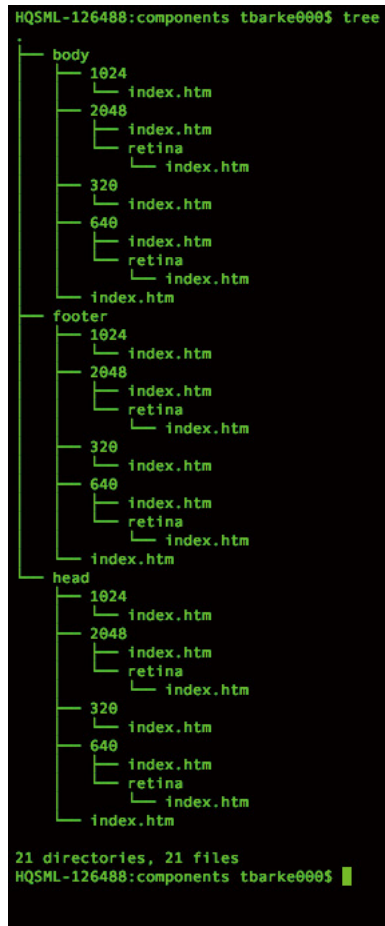 HQSML-126488:components tbarke000$ tree
.
├── body
│   ├── 1024
│   │   └── index.htm
│   ├── 2048
│   │   ├── index.htm
│   │   └── retina
│   │       └── index.htm
│   ├── 320
│   │   └── index.htm
│   ├── 640
│   │   ├── index.htm
│   │   └── retina
│   │       └── index.htm
│   └── index.htm
├── footer
│   ├── 1024
│   │   └── index.htm
│   ├── 2048
│   │   ├── index.htm
│   │   └── retina
│   │       └── index.htm
│   ├── 320
│   │   └── index.htm
│   ├── 640
│   │   ├── index.htm
│   │   └── retina
│   │       └── index.htm
│   └── index.htm
└── head
    ├── 1024
    │   └── index.htm
    ├── 2048
    │   ├── index.htm
    │   └── retina
    │       └── index.htm
    ├── 320
    │   └── index.htm
    ├── 640
    │   ├── index.htm
    │   └── retina
    │       └── index.htm
    └── index.htm

21 directories, 21 files
HQSML-126488:components tbarke000$